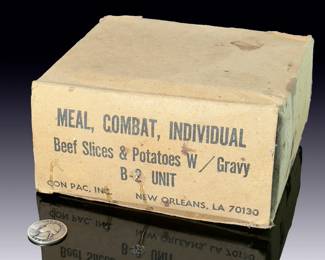 MEAL, COMBAT, INDIVIDUAL
Beef Slices & Potatoes W/Gravy
B-2 UNIT
CON PAC, INC. NEW ORLEANS, LA 70130